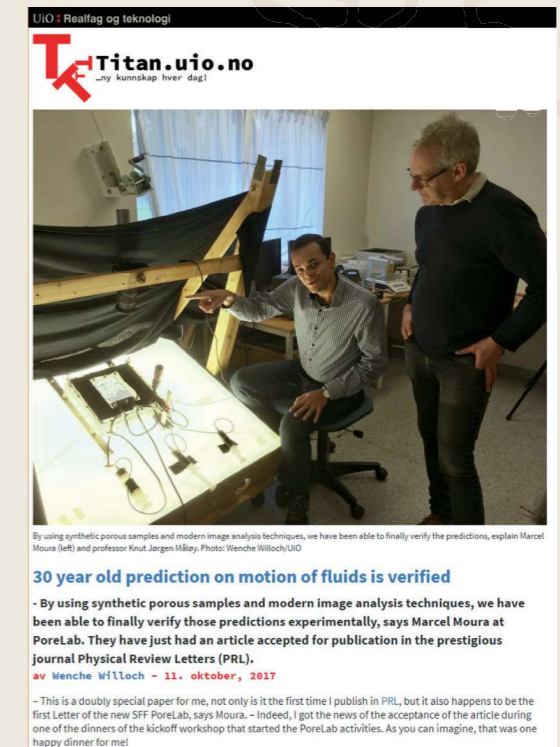 UiO : Realfag og teknologi
Titan.uio.no
…ny kunnskap hver dag!
By using synthetic porous samples and modern image analysis techniques, we have been able to finally verify the predictions, explain Marcel
Moura (left) and professor Knut Jørgen Måløy. Photo: Wenche Willoch/UiO
30 year old prediction on motion of fluids is verified
- By using synthetic porous samples and modern image analysis techniques, we have
been able to finally verify those predictions experimentally, says Marcel Moura at
PoreLab. They have just had an article accepted for publication in the prestigious
journal Physical Review Letters (PRL).
av Wenche Willoch - 11. oktober, 2017
– This is a doubly special paper for me, not only is it the first time I publish in PRL, but it also happens to be the
first Letter of the new SFF PoreLab, says Moura. – Indeed, I got the news of the acceptance of the article during
one of the dinners of the kickoff workshop that started the PoreLab activities. As you can imagine, that was one
happy dinner for me!